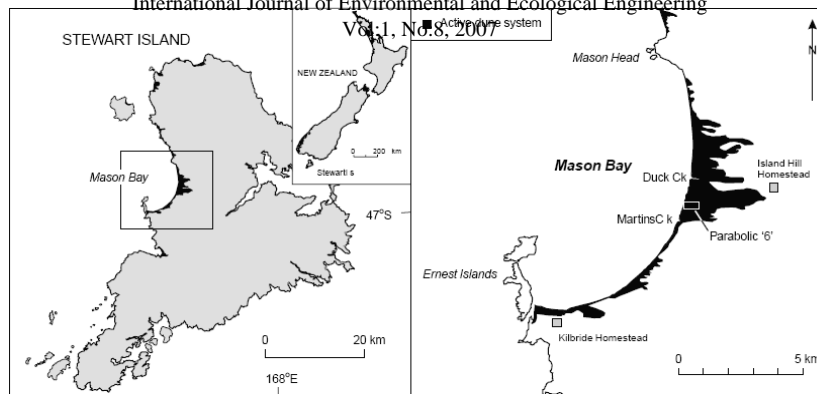 International Journal of Environmental and Ecological Engineering
Vol:1, No:8, 2007
STEWART ISLAND
NEW ZEALAND
0 200 km
Stewart Is
Mason Bay
47°S
0 20 km
168°E
Active dune system
N
Mason Head
Mason Bay
Duck Ck
Island Hill
Homestead
MartinsC k
Parabolic '6'
Ernest Islands
Kilbride Homestead
0 5 km